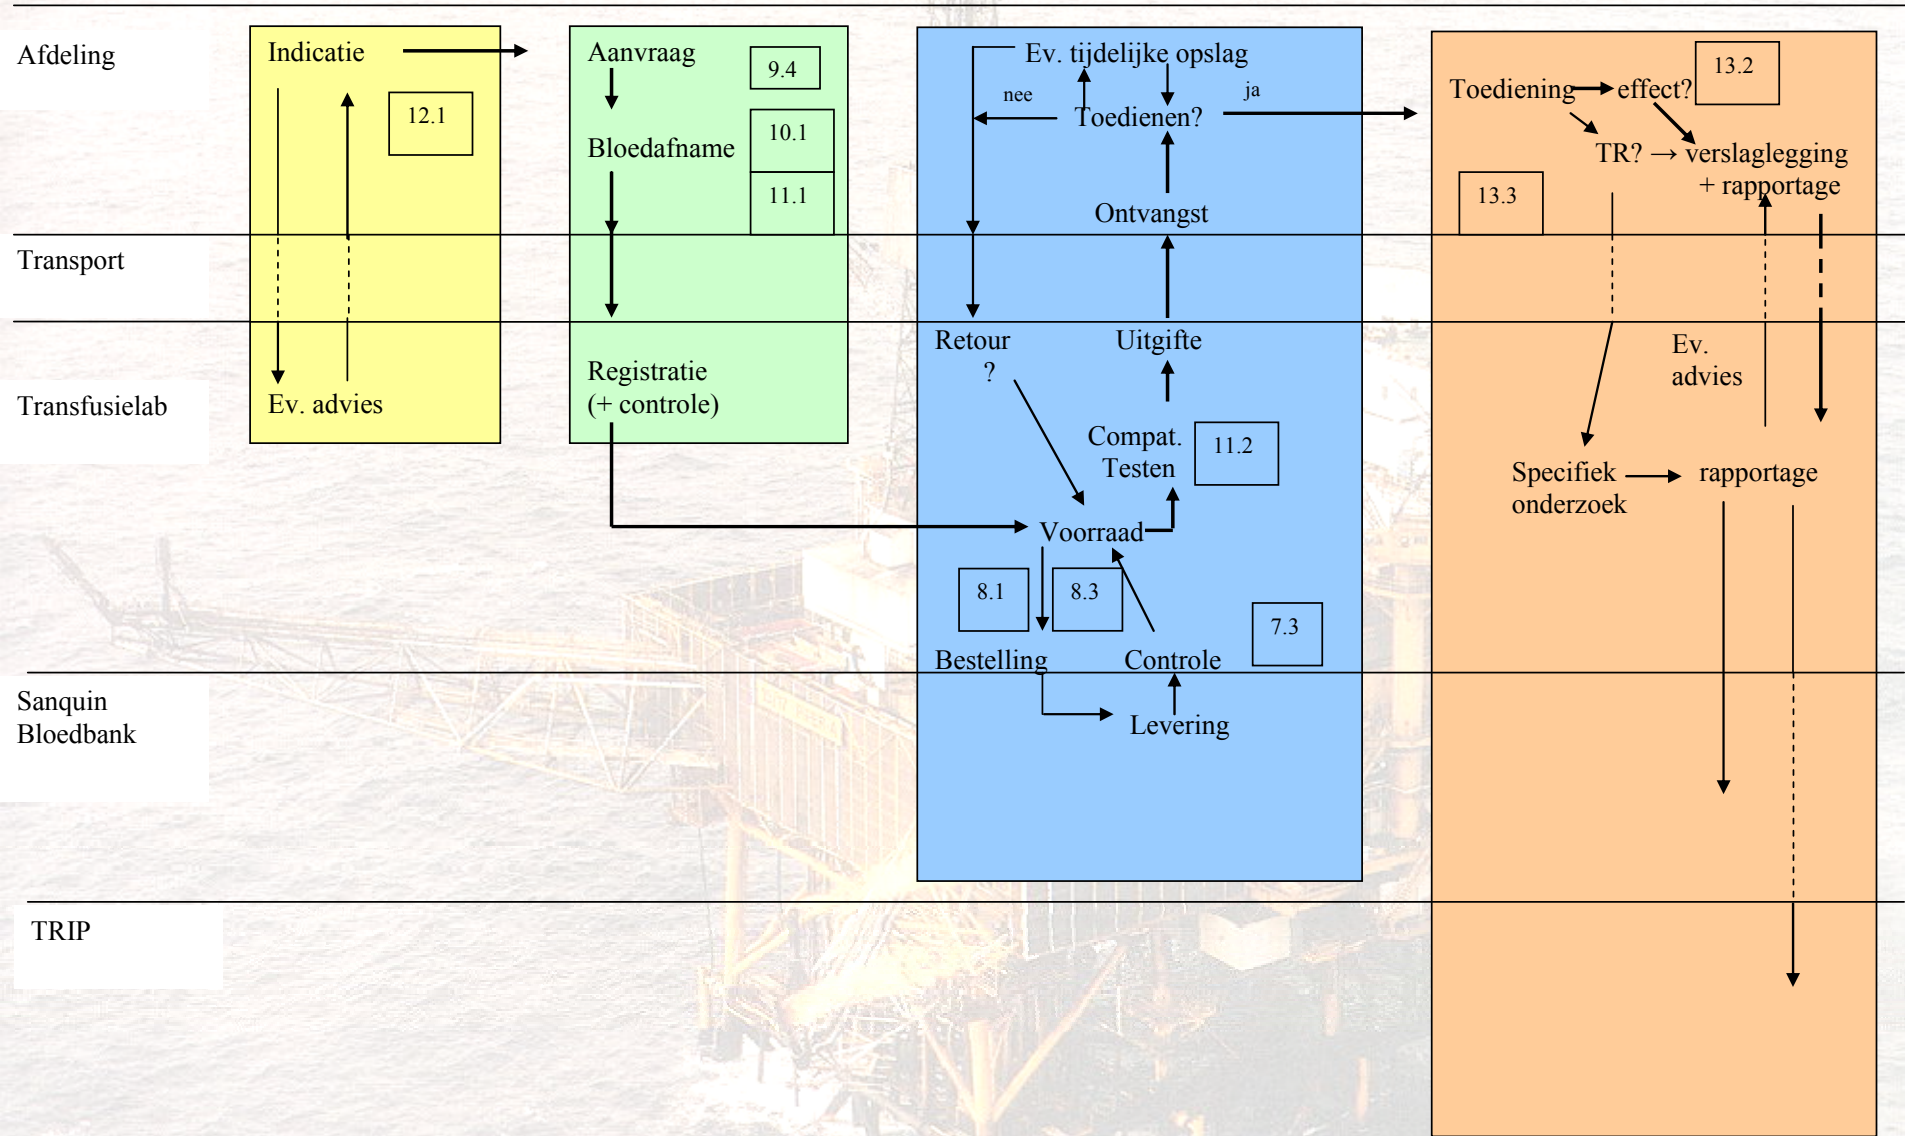 Afdeling
Transport
Transfusielab
Sanquin
Bloedbank
TRIP
Indicatie
12.1
Ev. advies
Aanvraag
9.4
Bloedafname
10.1
11.1
Registratie
(+ controle)
Ev. tijdelijke opslag
nee
ja
Toedienen?
Ontvangst
Retour
?
Uitgifte
Compat.
Testen
11.2
Voorraad
8.1
8.3
7.3
Bestelling
Controle
Levering
13.2
Toediening
effect?
TR? → verslaglegging
+ rapportage
13.3
Ev.
advies
Specifiek
onderzoek
rapportage